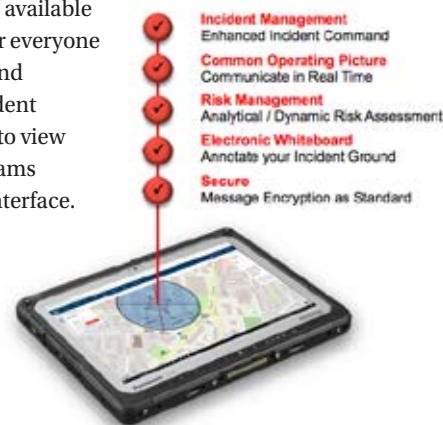 available
r everyone
nd
dent
to view
ams
nterface.
Incident Management
Enhanced Incident Command
Common Operating Picture
Communicate in Real Time
Risk Management
Analytical / Dynamic Risk Assessment
Electronic Whiteboard
Annotate your Incident Ground
Secure
Message Encryption as Standard